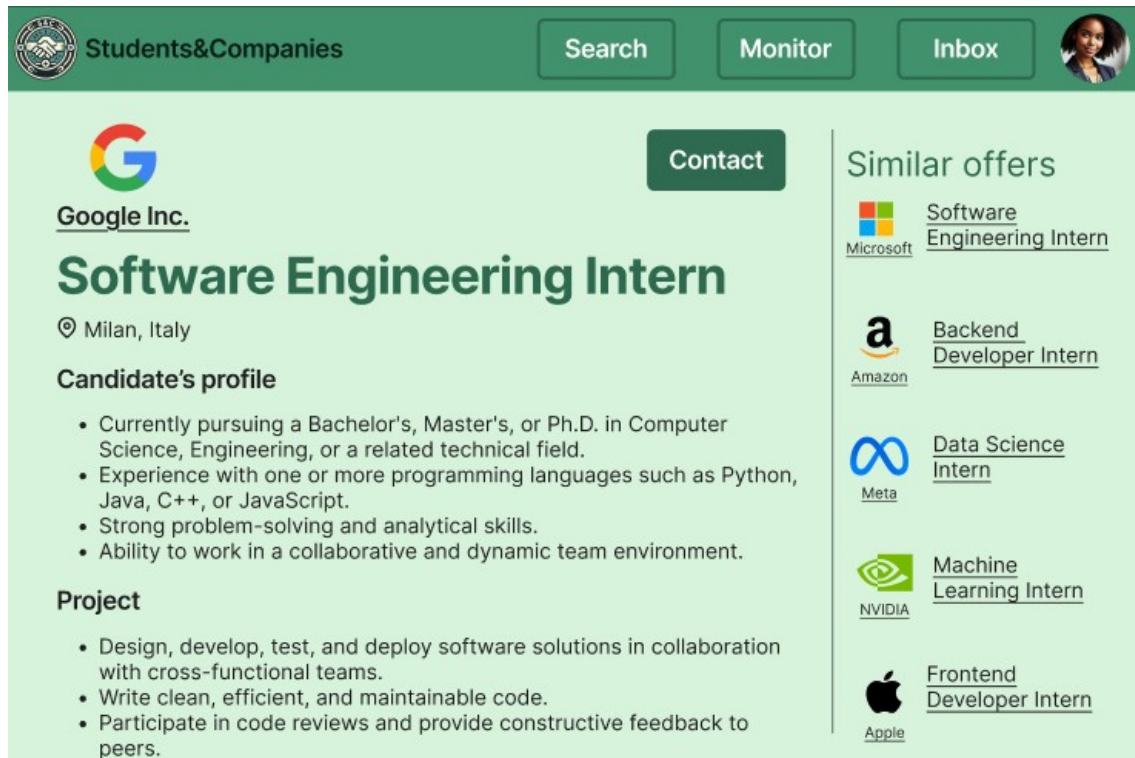 S&C
Students&Companies
Search
Monitor
Inbox
Google Inc.
Contact
Software Engineering Intern
Milan, Italy
Candidate's profile
• Currently pursuing a Bachelor's, Master's, or Ph.D. in Computer
Science, Engineering, or a related technical field.
• Experience with one or more programming languages such as Python,
Java, C++, or JavaScript.
• Strong problem-solving and analytical skills.
• Ability to work in a collaborative and dynamic team environment.
Project
• Design, develop, test, and deploy software solutions in collaboration
with cross-functional teams.
• Write clean, efficient, and maintainable code.
• Participate in code reviews and provide constructive feedback to
peers.
Similar offers
Microsoft
Software
Engineering Intern
Amazon
Backend
Developer Intern
Meta
Data Science
Intern
NVIDIA
Machine
Learning Intern
Apple
Frontend
Developer Intern